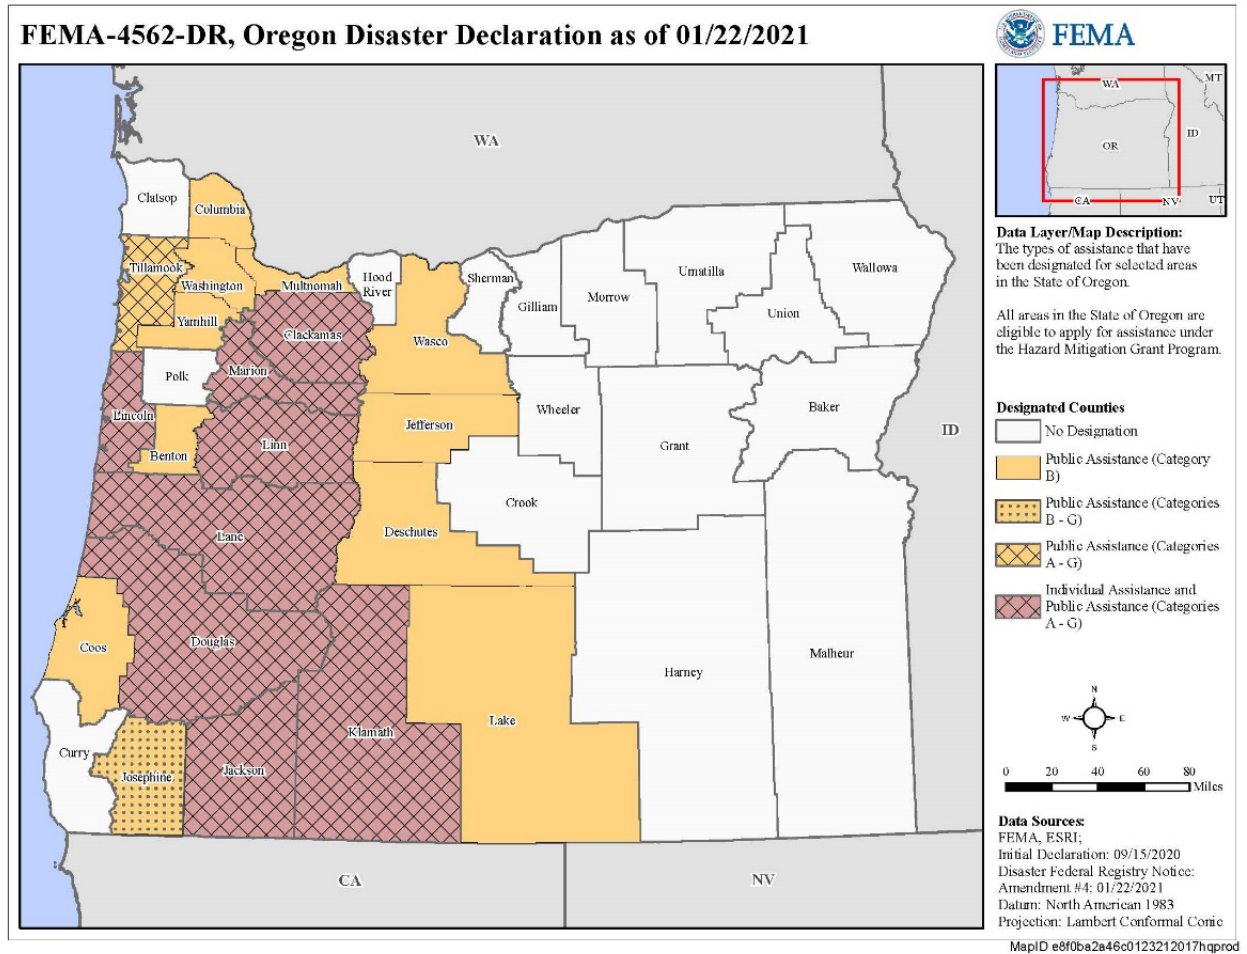 FEMA-4562-DR, Oregon Disaster Declaration as of 01/22/2021
FEMA
WA
Clatsop
Columbia
Tillamook
Washington
Multnomah
Hood
River
Sherman
Gilliam
Morrow
Umatilla
Wallowa
Union
Yamhill
Clackamas
Wasco
Polk
Marion
Lincoln
Jefferson
Wheeler
Baker
ID
Linn
Grant
Benton
Crook
Lane
Deschutes
Coos
Douglas
Harney
Malheur
Lake
Klamath
Curry
Josephine
Jackson
CA
NV
WA
MT
OR
ID
CA
NV
UT
Data Layer/Map Description:
The types of assistance that have
been designated for selected areas
in the State of Oregon.
All areas in the State of Oregon are
eligible to apply for assistance under
the Hazard Mitigation Grant Program.
Designated Counties
No Designation
Public Assistance (Category
B)
Public Assistance (Categories
B - G)
Public Assistance (Categories
A - G)
Individual Assistance and
Public Assistance (Categories
A - G)
N
W
E
S
0 20 40 60 80
Miles
Data Sources:
FEMA, ESRI;
Initial Declaration: 09/15/2020
Disaster Federal Registry Notice:
Amendment #4: 01/22/2021
Datum: North American 1983
Projection: Lambert Conformal Conic
MapID e8f0ba2a46c0123212017hqprod